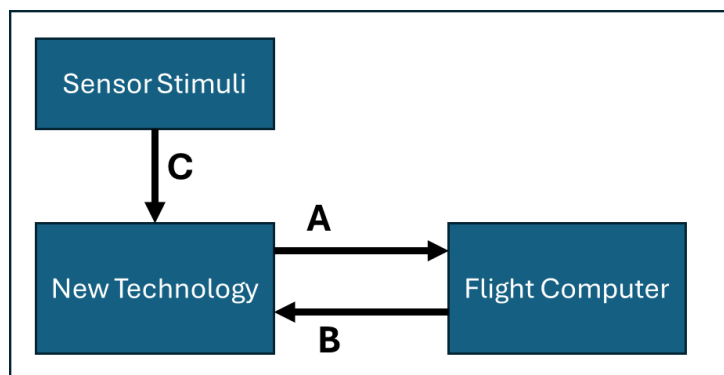 Sensor Stimuli
C
A
New Technology
Flight Computer
B